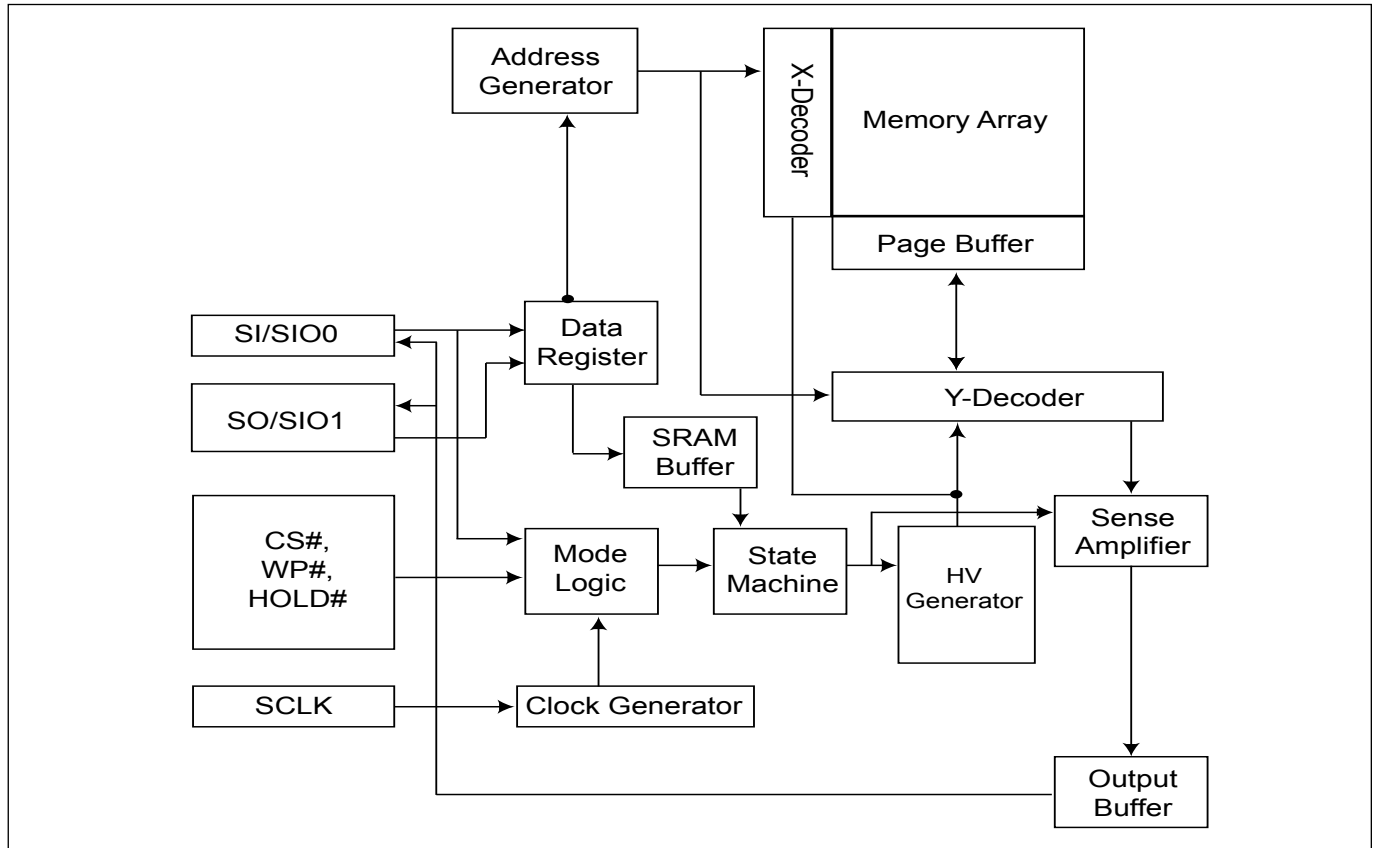 Address
Generator
X-Decoder
Memory Array
Page Buffer
SI/SIO0
Data
Register
SO/SIO1
Y-Decoder
SRAM
Buffer
CS#,
WP#,
HOLD#
Mode
Logic
State
Machine
HV
Generator
Sense
Amplifier
SCLK
Clock Generator
Output
Buffer